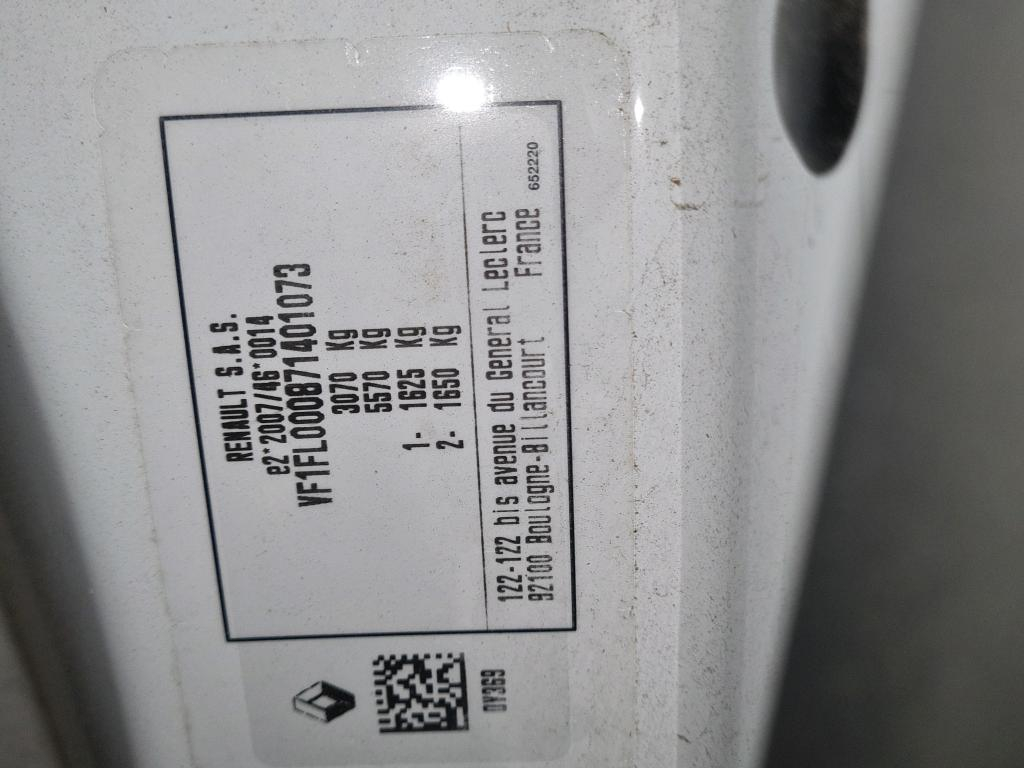 RENAULT S.A.S.
e2*2007/46*0014
VF1FL000871401073
3070 Kg
5570 Kg
1- 1625 Kg
2- 1650 Kg
122-122 bis avenue du General Leclerc
92100 Boulogne-Billancourt France
652220
0Y369